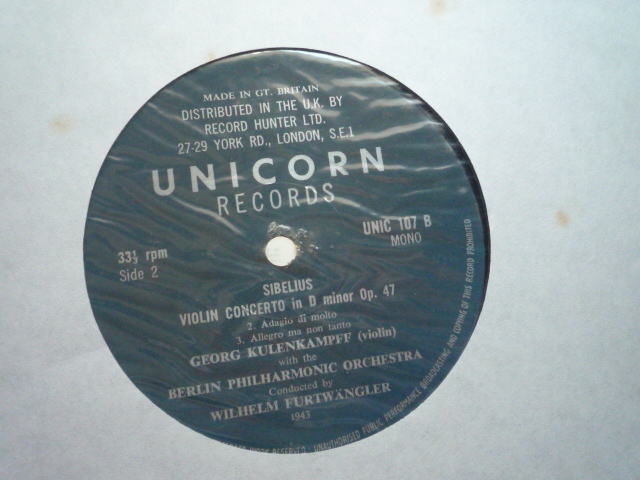 MADE IN GT. BRITAIN
DISTRIBUTED IN THE U.K. BY
RECORD HUNTER LTD.
27-29 YORK RD., LONDON, S.E.1
UNICORN
RECORDS
UNIC 107 B
MONO
33⅓ rpm
Side 2
SIBELIUS
VIOLIN CONCERTO in D minor Op. 47
2. Adagio di molto
3. Allegro ma non tanto
GEORG KULENKAMPFF (violin)
with the
BERLIN PHILHARMONIC ORCHESTRA
Conducted by
WILHELM FURTWÄNGLER
1943
WORK RESERVED. UNAUTHORISED PUBLIC PERFORMANCE BROADCASTING AND COPYING OF THIS RECORD PROHIBITED